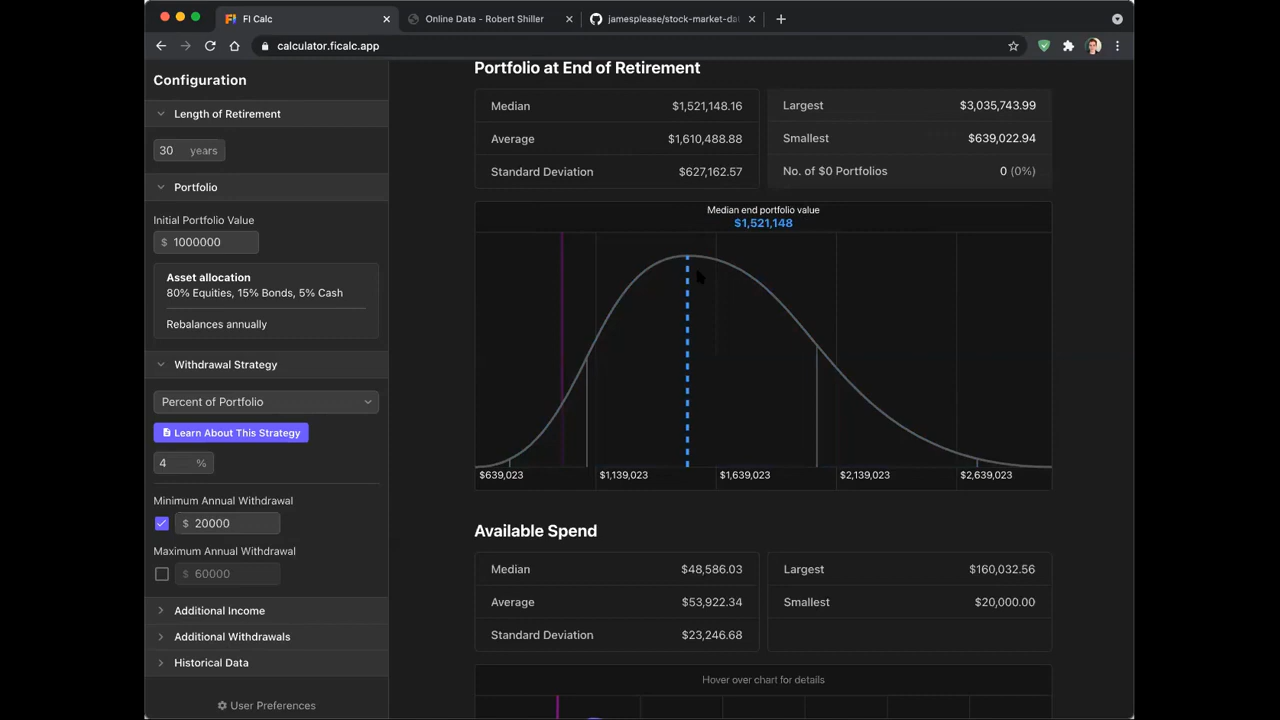 FI Calc
Online Data - Robert Shiller
jamesplease/stock-market-da
calculator.ficalc.app
Configuration
Length of Retirement
30 years
Portfolio
Initial Portfolio Value
$ 1000000
Asset allocation
80% Equities, 15% Bonds, 5% Cash
Rebalances annually
Withdrawal Strategy
Percent of Portfolio
Learn About This Strategy
4 %
Minimum Annual Withdrawal
$ 20000
Maximum Annual Withdrawal
$ 60000
Additional Income
Additional Withdrawals
Historical Data
User Preferences
Portfolio at End of Retirement
Median $1,521,148.16
Average $1,610,488.88
Standard Deviation $627,162.57
Largest $3,035,743.99
Smallest $639,022.94
No. of $0 Portfolios 0 (0%)
Median end portfolio value
$1,521,148
$639,023 $1,139,023 $1,639,023 $2,139,023 $2,639,023
Available Spend
Median $48,586.03
Average $53,922.34
Standard Deviation $23,246.68
Largest $160,032.56
Smallest $20,000.00
Hover over chart for details